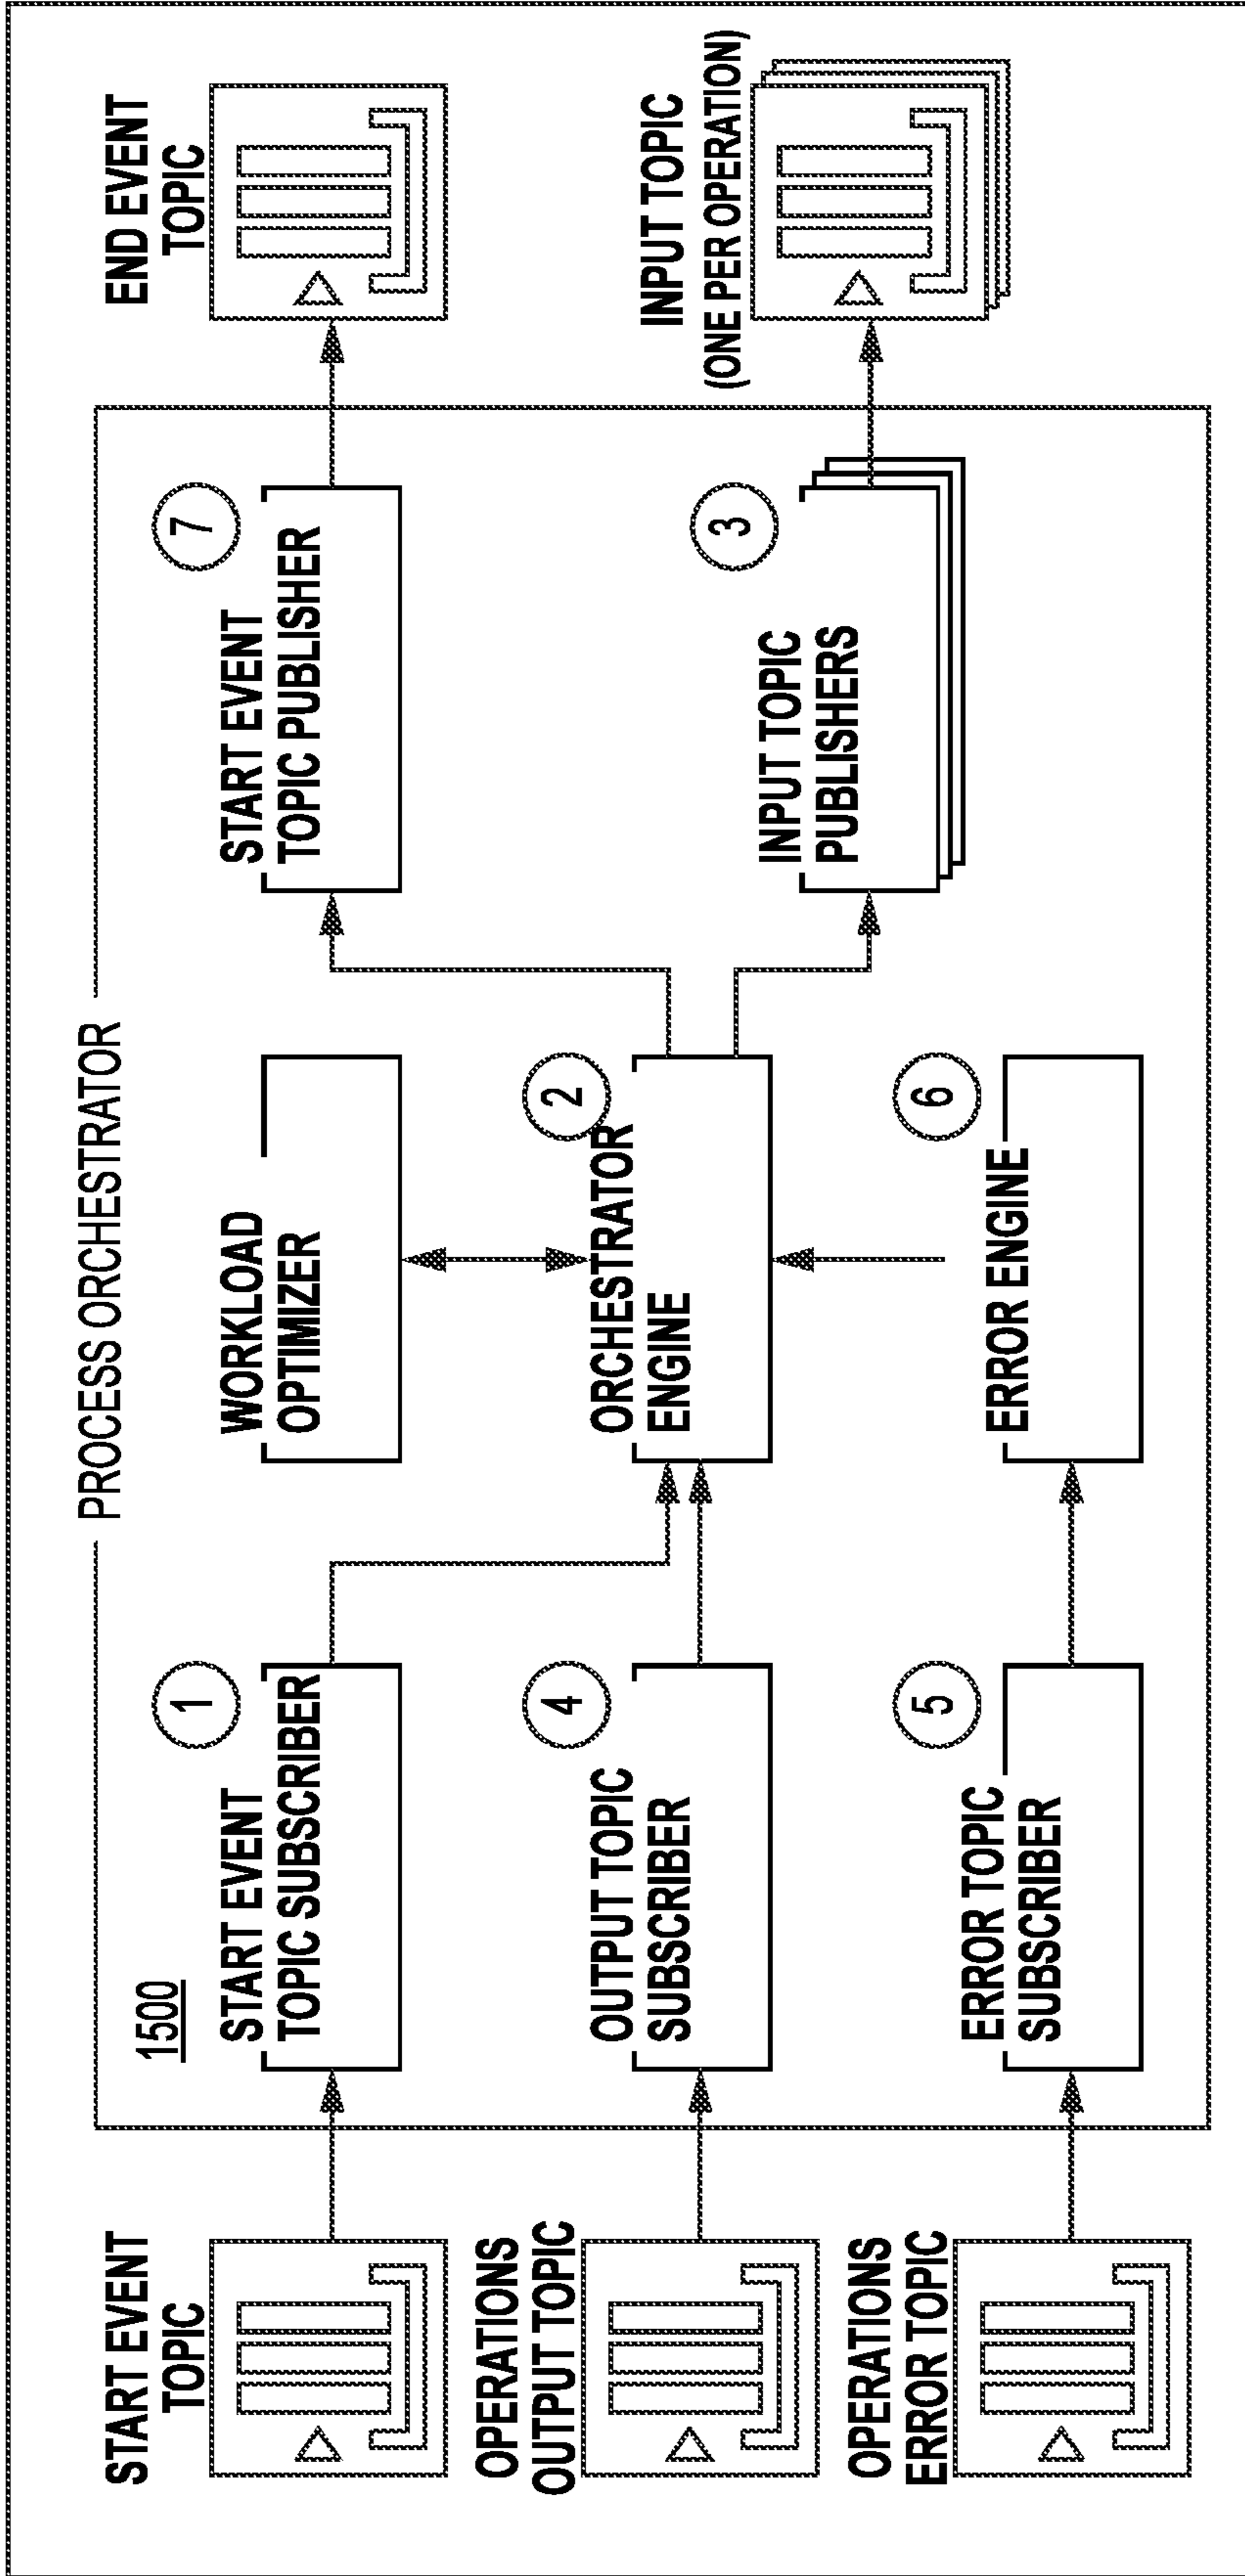 PROCESS ORCHESTRATOR
1500
START EVENT
TOPIC
OPERATIONS
OUTPUT TOPIC
OPERATIONS
ERROR TOPIC
1
START EVENT
TOPIC SUBSCRIBER
4
OUTPUT TOPIC
SUBSCRIBER
5
ERROR TOPIC
SUBSCRIBER
WORKLOAD
OPTIMIZER
2
ORCHESTRATOR
ENGINE
6
ERROR ENGINE
7
START EVENT
TOPIC PUBLISHER
3
INPUT TOPIC
PUBLISHERS
END EVENT
TOPIC
INPUT TOPIC
(ONE PER OPERATION)